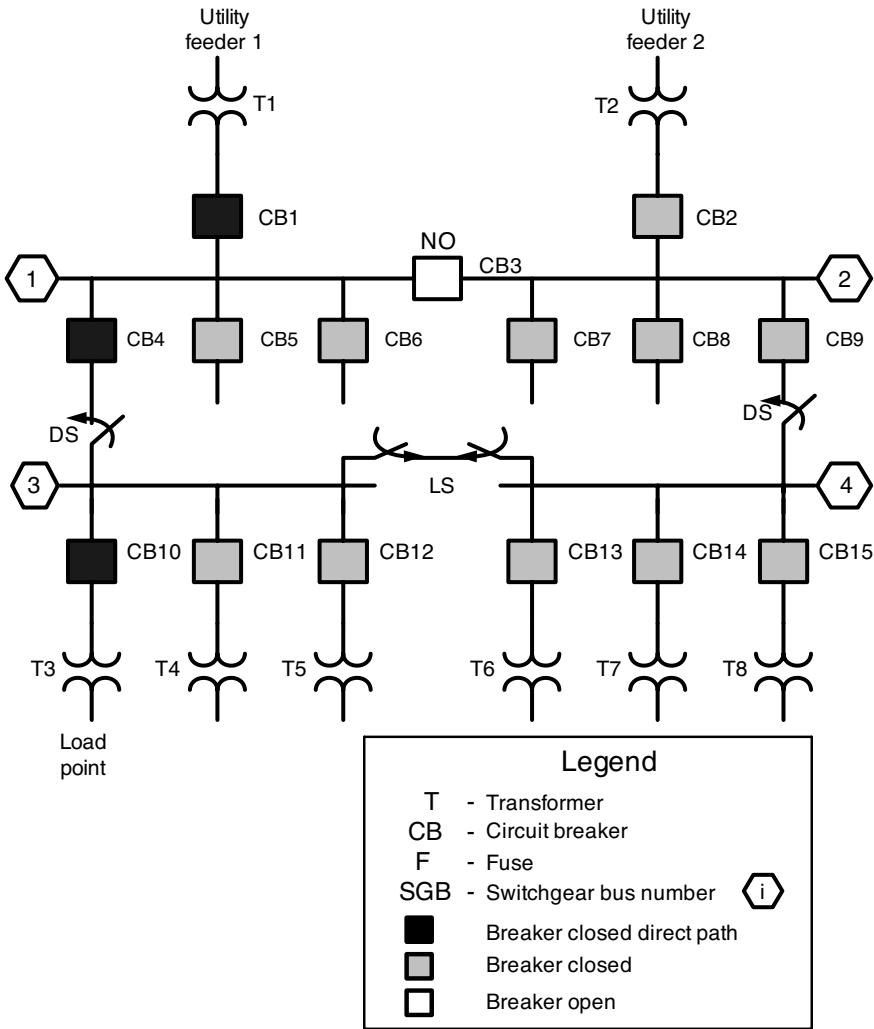 Utility
feeder 1
Utility
feeder 2
T1
T2
CB1
CB2
NO
CB3
1
2
CB4
CB5
CB6
CB7
CB8
CB9
DS
DS
3
LS
4
CB10
CB11
CB12
CB13
CB14
CB15
T3
T4
T5
T6
T7
T8
Load
point
Legend
T - Transformer
CB - Circuit breaker
F - Fuse
SGB - Switchgear bus number i
Breaker closed direct path
Breaker closed
Breaker open